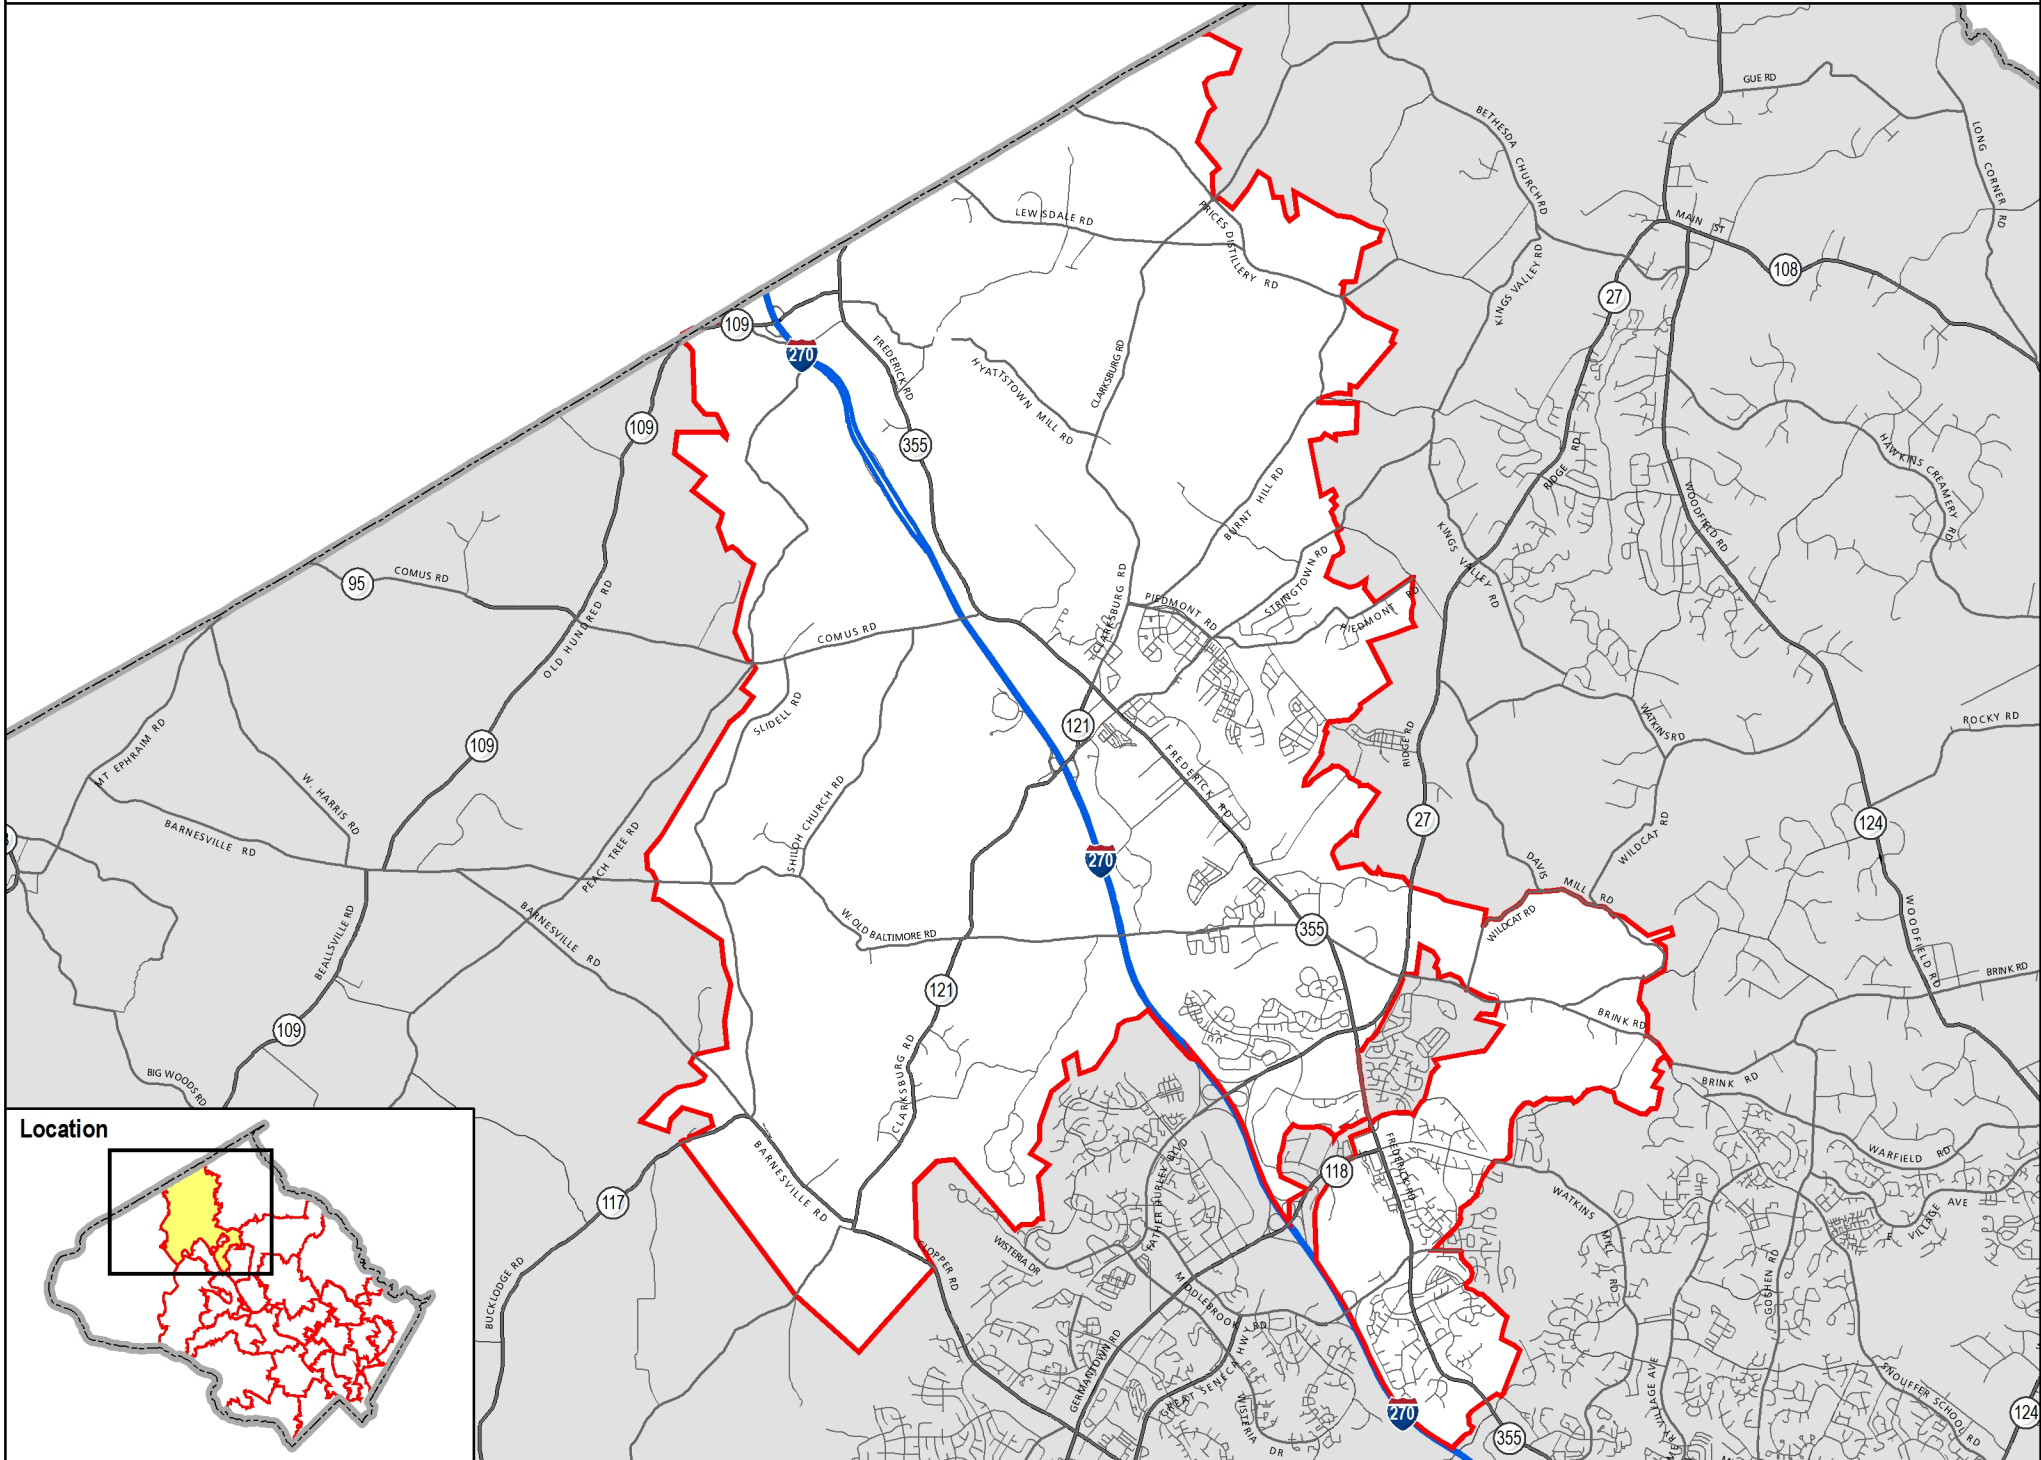 GUE RD
BETHESDA CHURCH RD
LONG CORNER RD
LEWISDALE RD
PRICES DISTILLERY RD
MAIN ST
108
KINGS VALLEY RD
27
109
270
FREDERICK RD
HYATTSTOWN MILL RD
CLARKSBURG RD
109
355
BURNT HILL RD
RIDGE RD
HAWKINS CREAMERY RD
WOODFIELD RD
KINGS VALLEY RD
95
COMUS RD
OLD HUNDRED RD
CLARKSBURG RD
PIEDMONT RD
STRINGTOWN RD
PIEDMONT RD
COMUS RD
CLARKSBURG RD
SLIDELL RD
121
109
MT EPHRAIM RD
W. HARRIS RD
FREDERICK RD
RIDGE RD
WATKINS RD
ROCKY RD
BARNESVILLE RD
PEACH TREE RD
SHILOH CHURCH RD
27
124
WILDCAT RD
270
DAVIS MILL RD
BARNESVILLE RD
BEALLSVILLE RD
W. OLD BALTIMORE RD
355
WILDCAT RD
WOODFIELD RD
BRINK RD
121
109
BRINK RD
BIG WOODS RD
CLARKSBURG RD
BRINK RD
Location
BARNESVILLE RD
FATHER HURLEY BLVD
118
FREDERICK RD
WARFIELD RD
117
WATKINS MILL RD
E VILLAGE AVE
CLOPPER RD
WISTERIA DR
BUCKLODGE RD
MIDDLEBROOK RD
GOSHEN RD
GERMANTOWN RD
GREAT SENECA HWY
WISTERIA DR
270
355
VILLAGE AVE
SNOUFFER SCHOOL RD
124